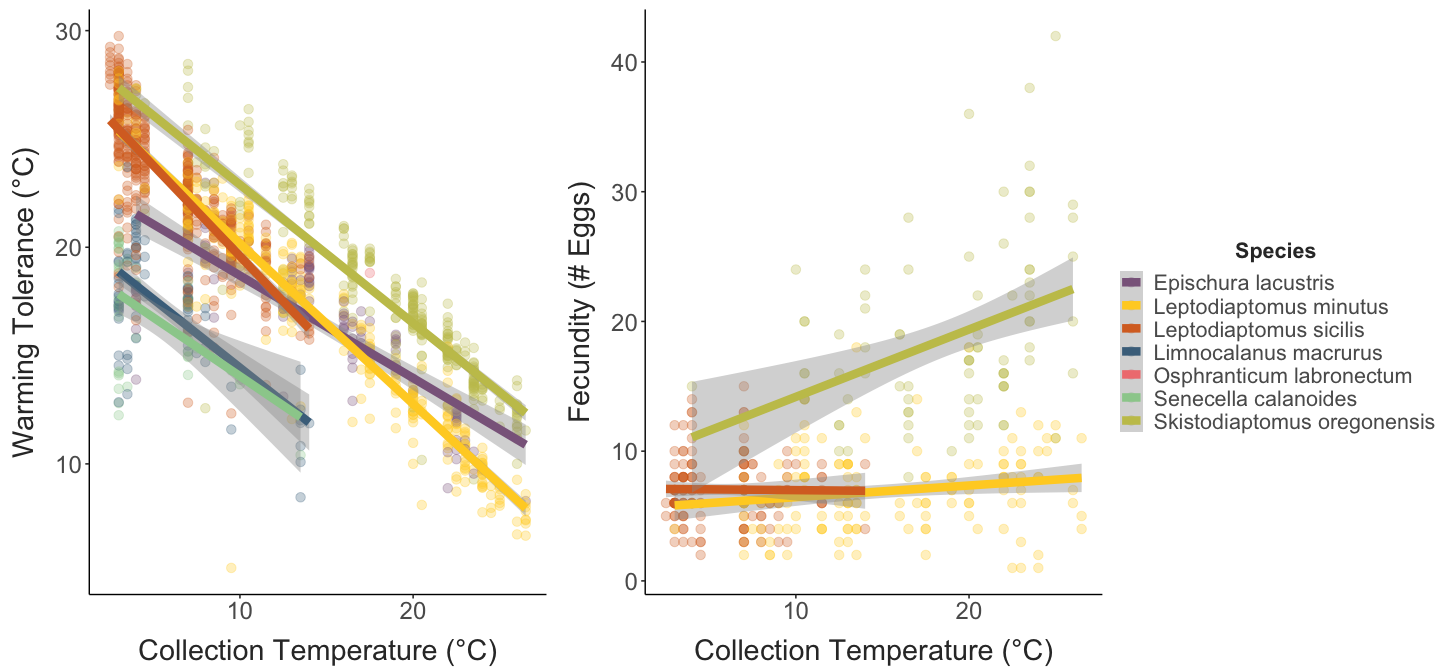 30
20
10
10
20
Warming Tolerance (°C)
Collection Temperature (°C)
40
30
20
10
0
10
20
Fecundity (# Eggs)
Collection Temperature (°C)
Species
Epischura lacustris
Leptodiaptomus minutus
Leptodiaptomus sicilis
Limnocalanus macrurus
Osphranticum labronectum
Senecella calanoides
Skistodiaptomus oregonensis